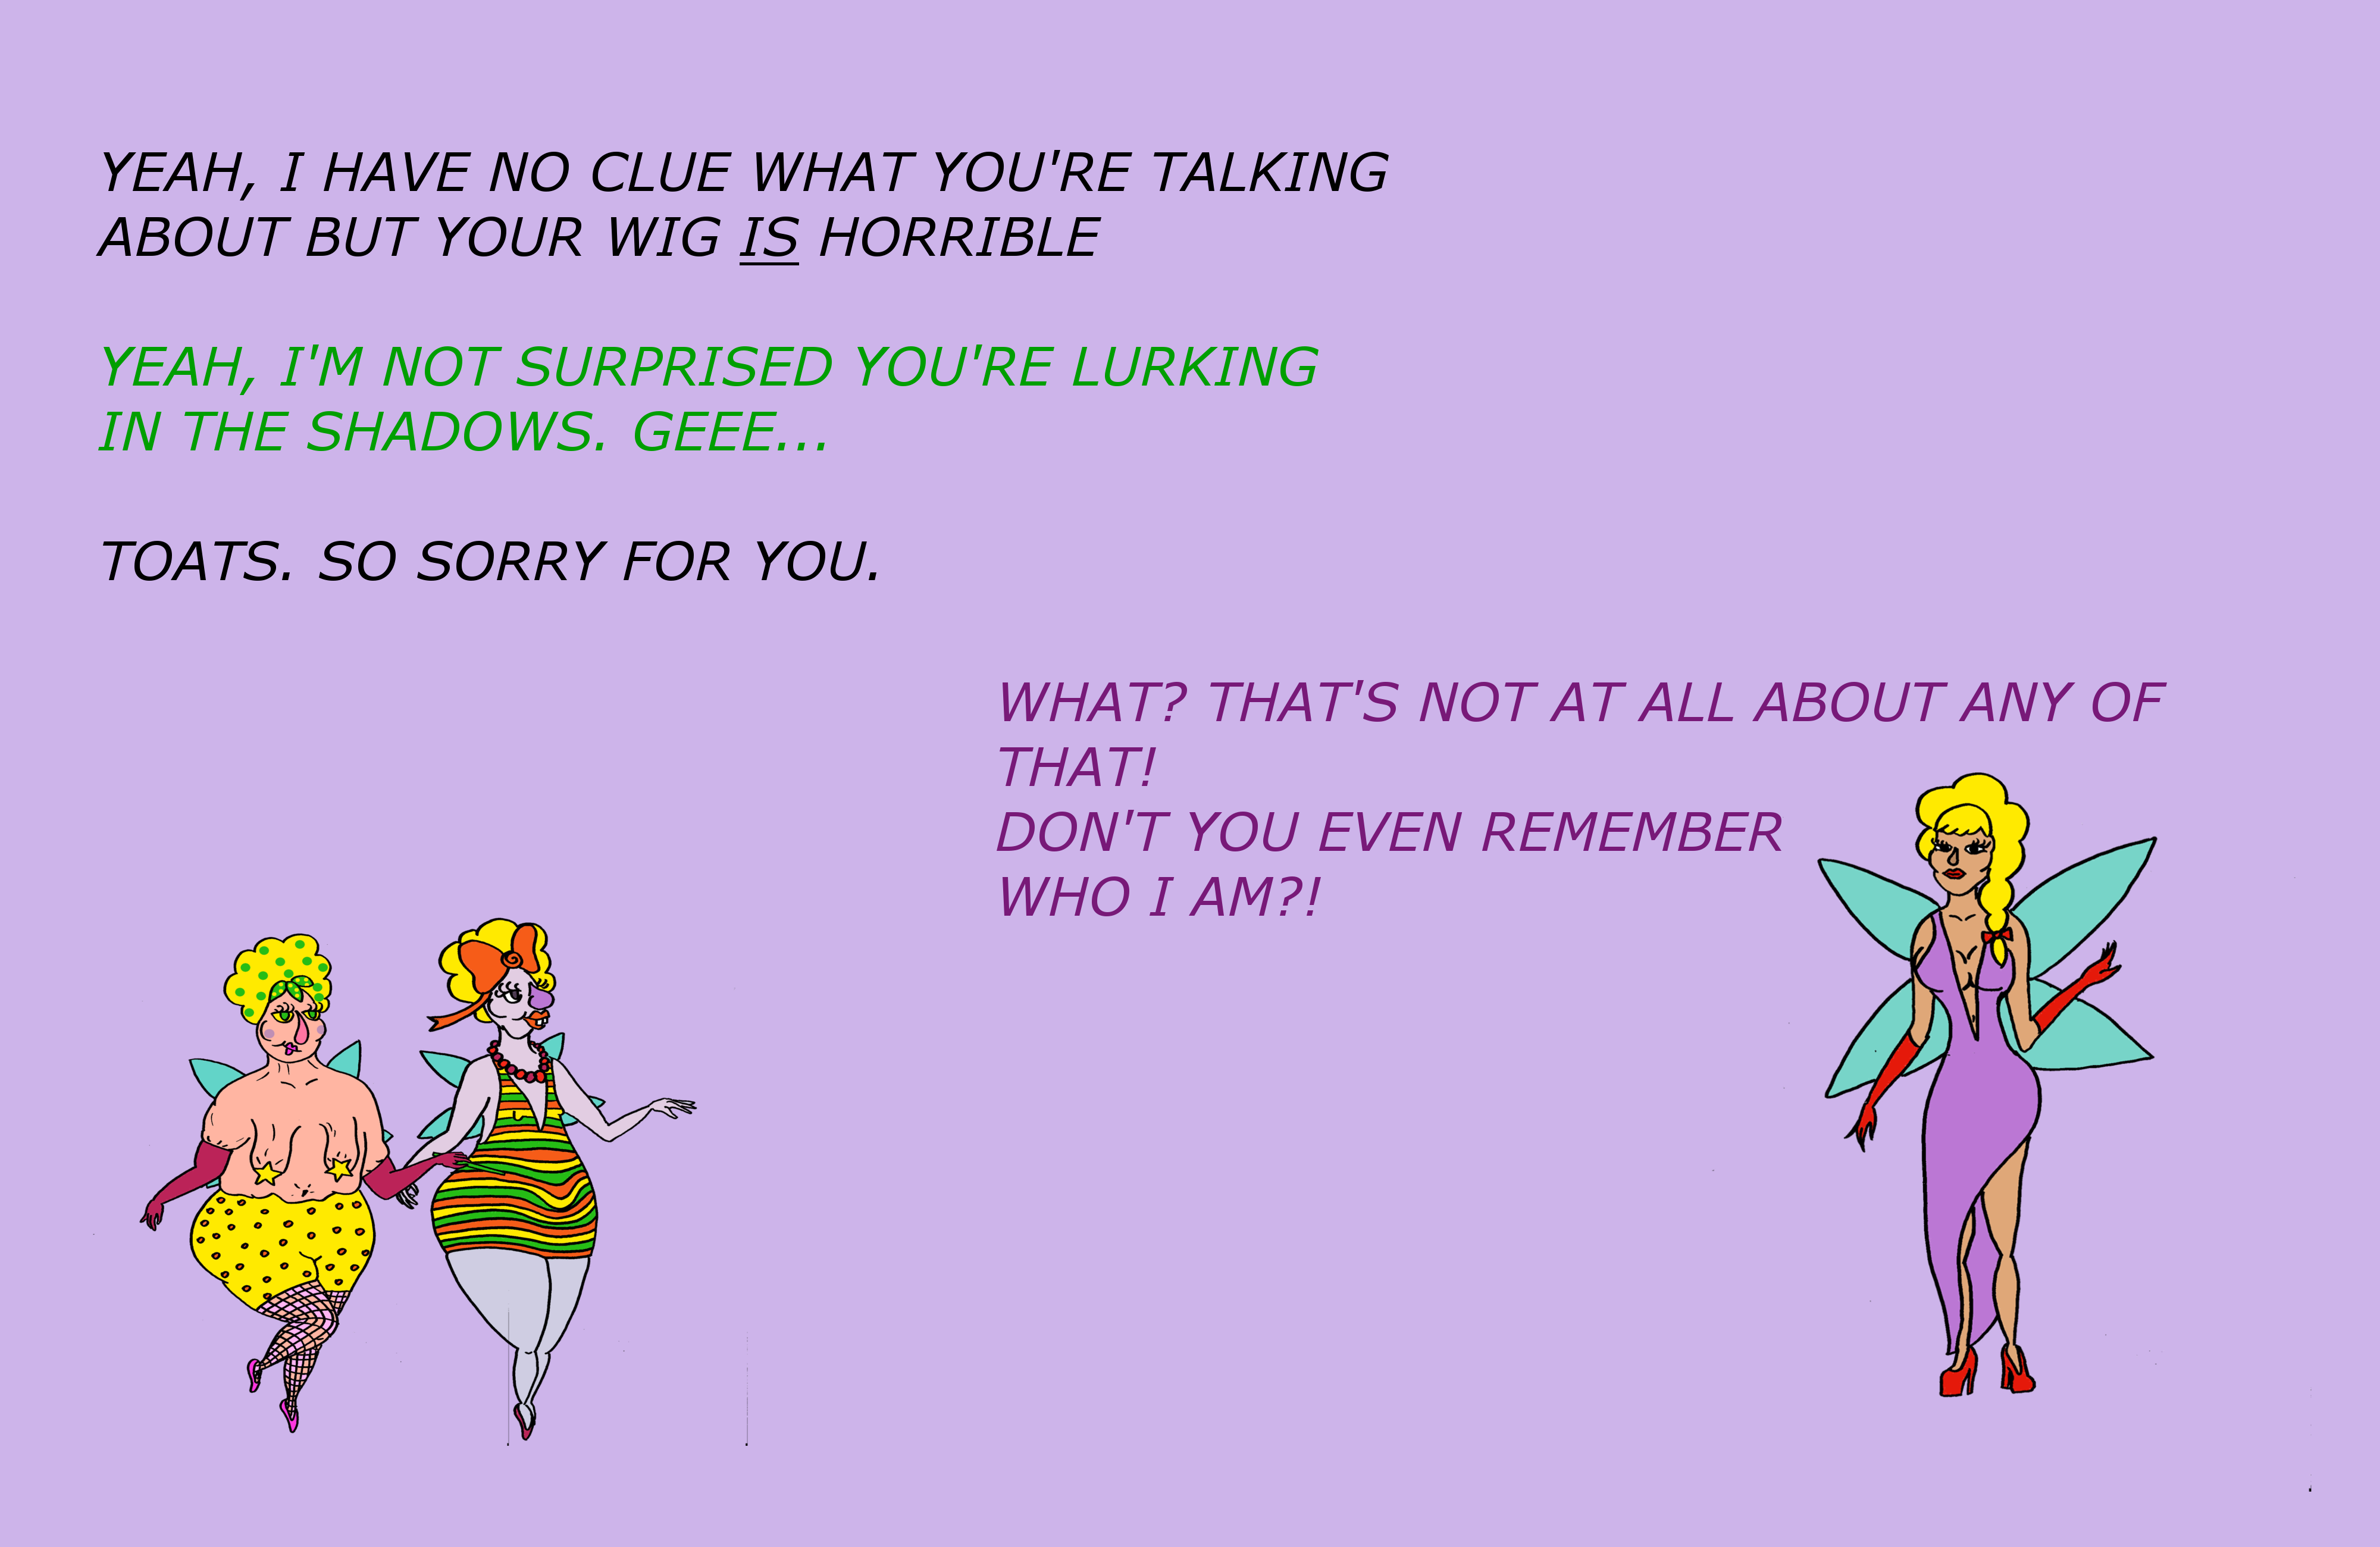 YEAH, I HAVE NO CLUE WHAT YOU'RE TALKING
ABOUT BUT YOUR WIG IS HORRIBLE
YEAH, I'M NOT SURPRISED YOU'RE LURKING
IN THE SHADOWS. GEEE...
TOATS. SO SORRY FOR YOU.
WHAT? THAT'S NOT AT ALL ABOUT ANY OF
THAT!
DON'T YOU EVEN REMEMBER
WHO I AM?!